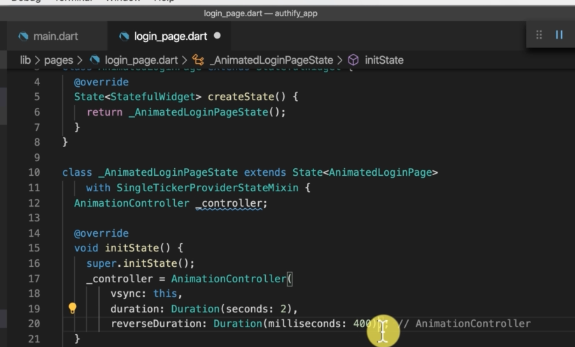 Debug Terminal Window Help
login_page.dart — authify_app
main.dart
login_page.dart
lib > pages > login_page.dart > _AnimatedLoginPageState > initState
4 @override
5 State<StatefulWidget> createState() {
6 return _AnimatedLoginPageState();
7 }
8 }
9
10 class _AnimatedLoginPageState extends State<AnimatedLoginPage>
11 with SingleTickerProviderStateMixin {
12 AnimationController _controller;
13
14 @override
15 void initState() {
16 super.initState();
17 _controller = AnimationController(
18 vsync: this,
19 duration: Duration(seconds: 2),
20 reverseDuration: Duration(milliseconds: 400)); // AnimationController
21 }